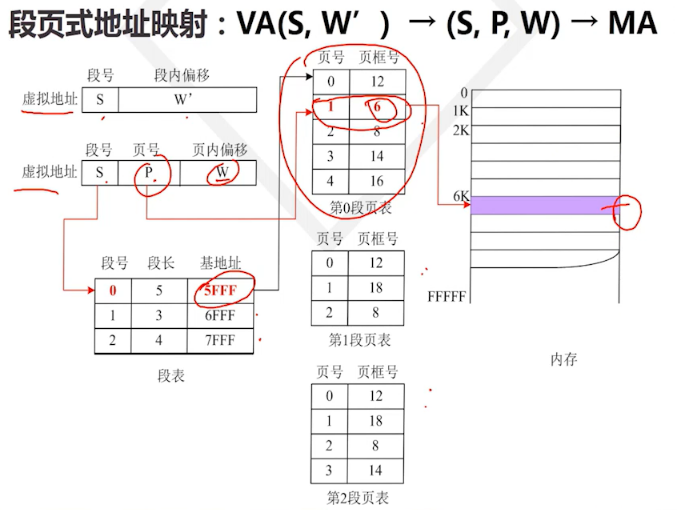 段页式地址映射：VA(S, W′) → (S, P, W) → MA
段号 段内偏移
虚拟地址 S W’
段号 页号 页内偏移
虚拟地址 S P W
段号 段长 基地址
0 5 5FFF
1 3 6FFF
2 4 7FFF
段表
页号 页框号
0 12
1 6
2 8
3 14
4 16
第0段页表
页号 页框号
0 12
1 18
2 8
第1段页表
页号 页框号
0 12
1 18
2 8
3 14
第2段页表
0
1K
2K
6K
FFFFF
内存